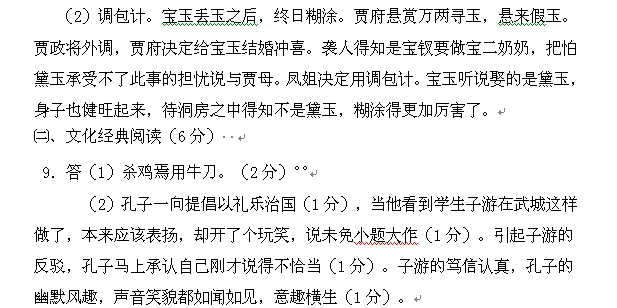 （2）调包计。宝玉丢玉之后，终日糊涂。贾府悬赏万两寻玉，悬来假玉。
贾政将外调，贾府决定给宝玉结婚冲喜。袭人得知是宝钗要做宝二奶奶，把怕
黛玉承受不了此事的担忧说与贾母。凤姐决定用调包计。宝玉听说娶的是黛玉，
身子也健旺起来，待洞房之中得知不是黛玉，糊涂得更加厉害了。
㈡、文化经典阅读（6分）
9．答（1）杀鸡焉用牛刀。（2分）
（2）孔子一向提倡以礼乐治国（1分），当他看到学生子游在武城这样
做了，本来应该表扬，却开了个玩笑，说未免小题大作（1分）。引起子游的
反驳，孔子马上承认自己刚才说得不恰当（1分）。子游的笃信认真，孔子的
幽默风趣，声音笑貌都如闻如见，意趣横生（1分）。